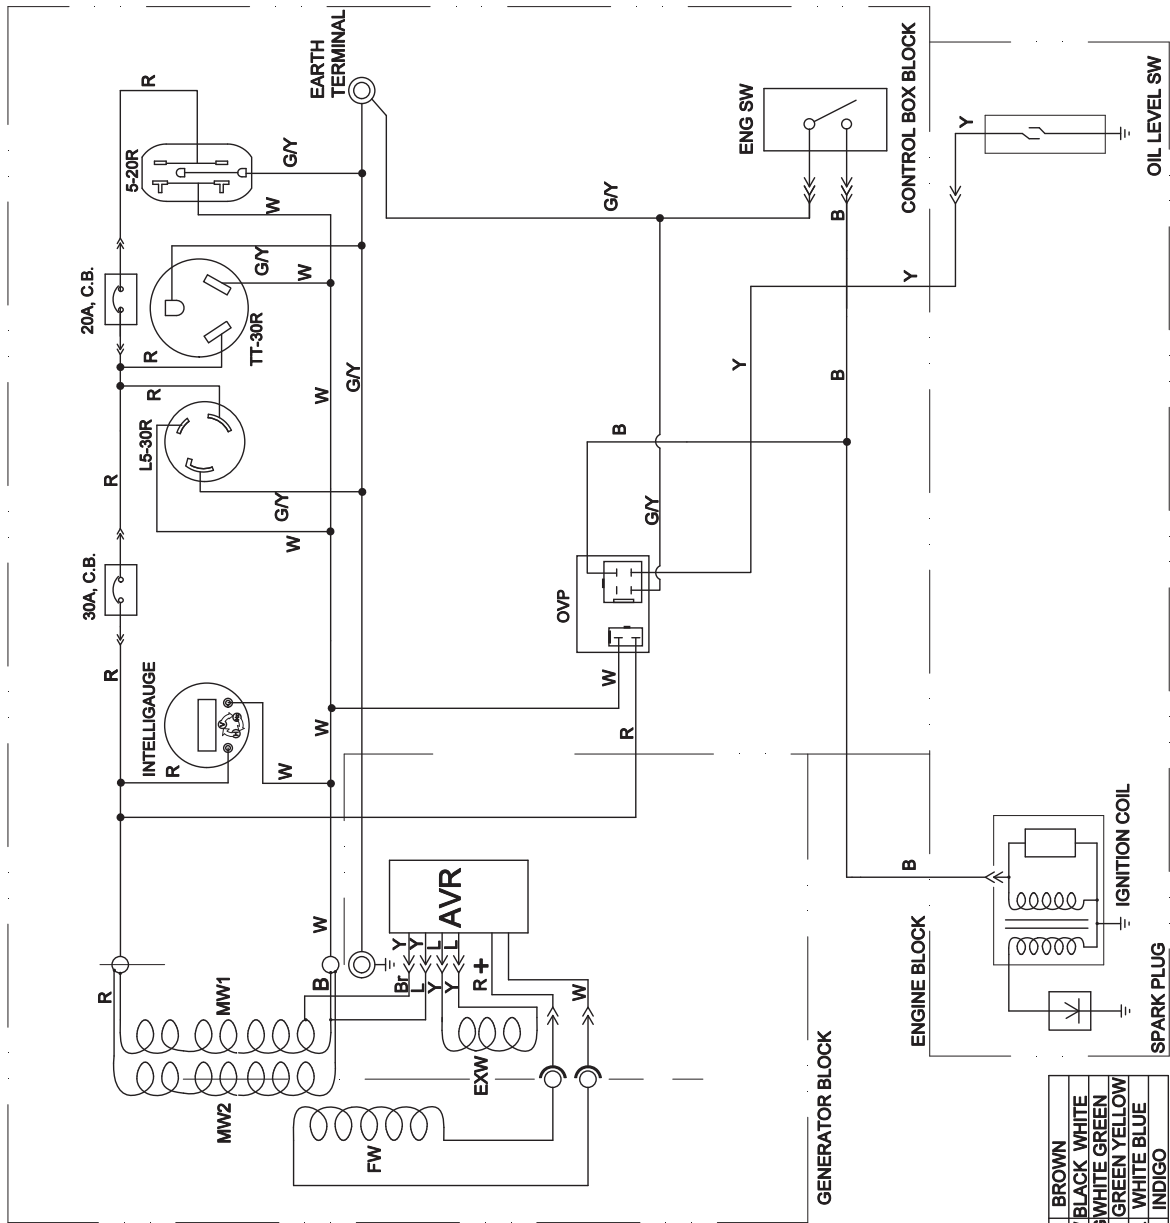 EARTH
TERMINAL
ENG SW
CONTROL BOX BLOCK
OIL LEVEL SW
5-20R
R
G/Y
W
20A, C.B.
TT-30R
R
G/Y
W
L5-30R
R
R
G/Y
W
W
G/Y
30A, C.B.
R
INTELLIGAUGE
R
W
W
G/Y
B
Y
Y
Y
B
B
G/Y
OVP
W
R
B
W
AVR
Y
Y
L
L
Br
L
Y
Y
R +
W
R
B
MW1
MW2
EXW
FW
GENERATOR BLOCK
ENGINE BLOCK
IGNITION COIL
SPARK PLUG
BROWN
BLACK WHITE
WHITE GREEN
GREEN YELLOW
WHITE BLUE
INDIGO